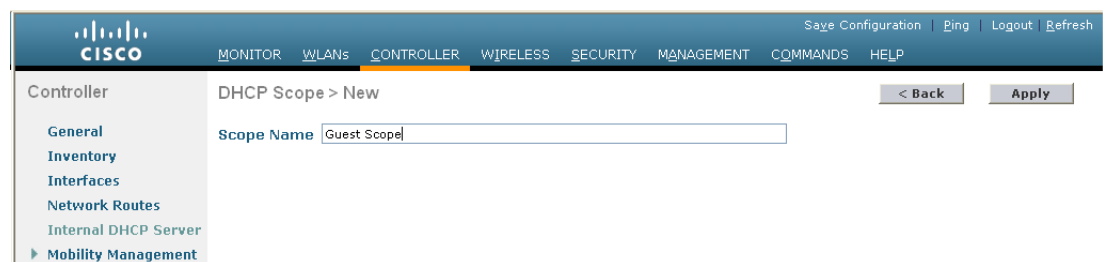 Save Configuration | Ping | Logout | Refresh
CISCO
MONITOR WLANs CONTROLLER WIRELESS SECURITY MANAGEMENT COMMANDS HELP
Controller
DHCP Scope > New
< Back
Apply
General
Inventory
Interfaces
Network Routes
Internal DHCP Server
Mobility Management
Scope Name Guest Scope